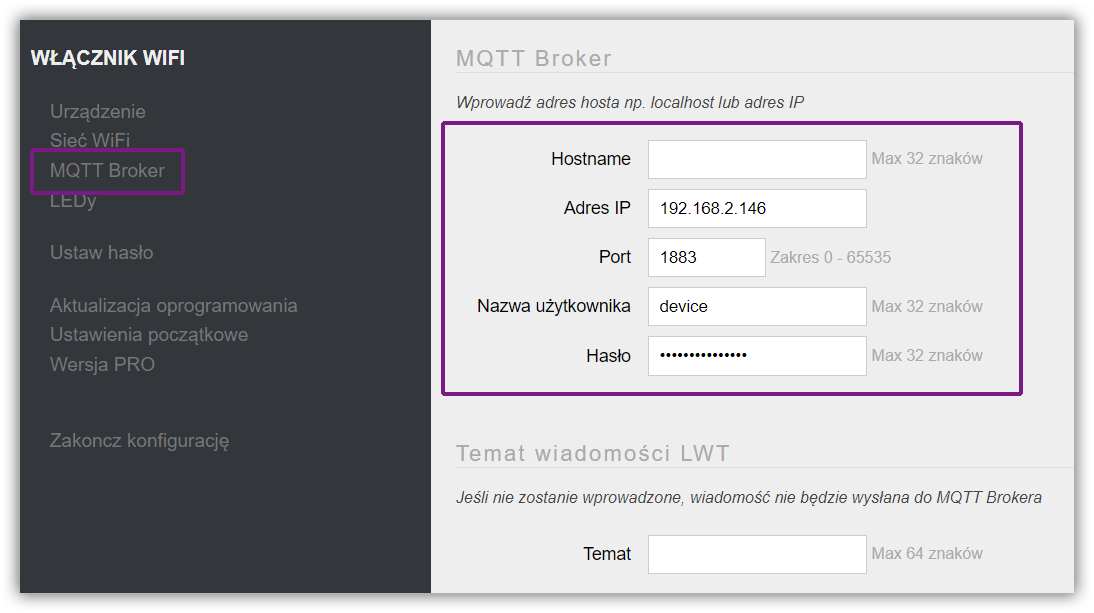 WŁĄCZNIK WIFI
Urządzenie
Sieć WiFi
MQTT Broker
LEDy
Ustaw hasło
Aktualizacja oprogramowania
Ustawienia początkowe
Wersja PRO
Zakoncz konfigurację
MQTT Broker
Wprowadź adres hosta np. localhost lub adres IP
Hostname Max 32 znaków
Adres IP 192.168.2.146
Port 1883 Zakres 0 - 65535
Nazwa użytkownika device Max 32 znaków
Hasło ••••••••••••••• Max 32 znaków
Temat wiadomości LWT
Jeśli nie zostanie wprowadzone, wiadomość nie będzie wysłana do MQTT Brokera
Temat Max 64 znaków